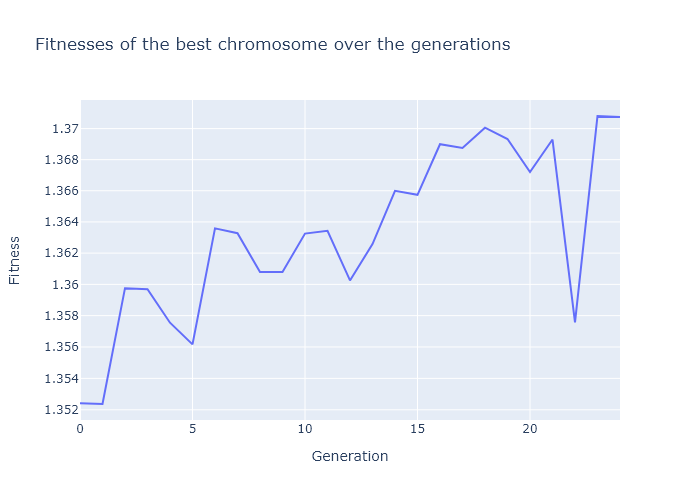 Fitnesses of the best chromosome over the generations
Fitness
1.37
1.368
1.366
1.364
1.362
1.36
1.358
1.356
1.354
1.352
0 5 10 15 20
Generation